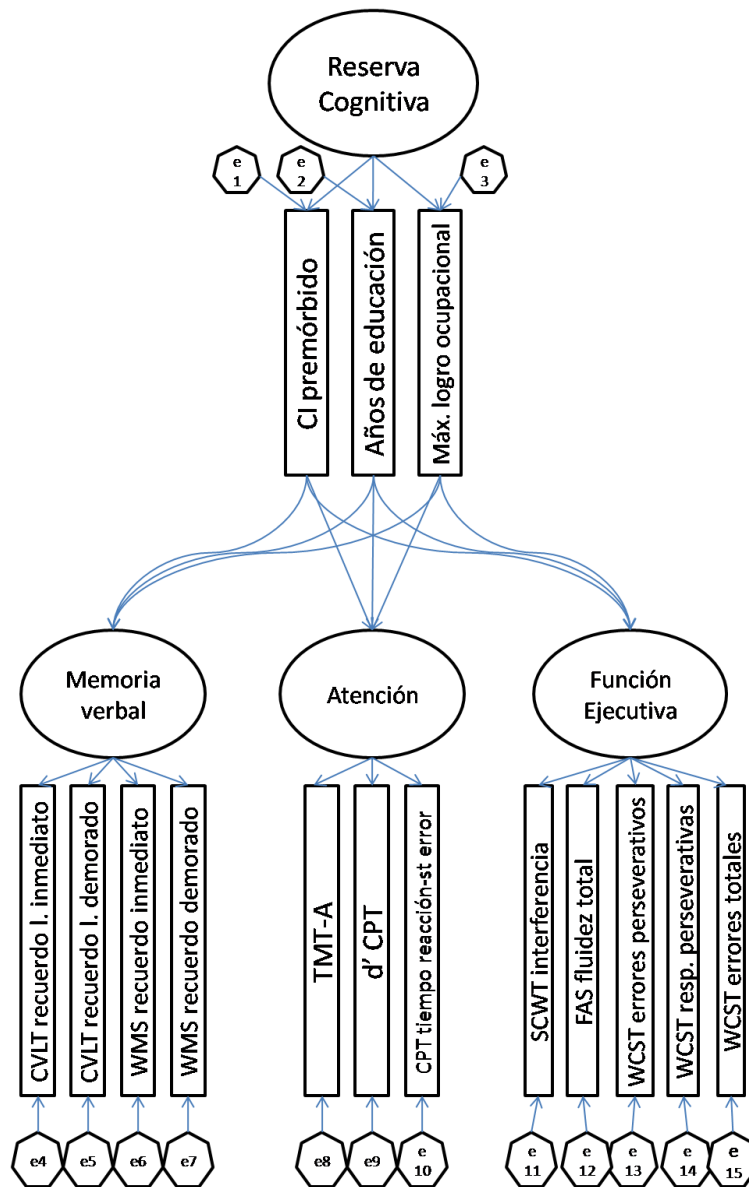 Reserva
Cognitiva
e
1
e
2
e
3
CI premórbido
Años de educación
Máx. logro ocupacional
Memoria
verbal
Atención
Función
Ejecutiva
CVLT recuerdo l. inmediato
CVLT recuerdo l. demorado
WMS recuerdo inmediato
WMS recuerdo demorado
TMT-A
d' CPT
CPT tiempo reacción-st error
SCWT interferencia
FAS fluidez total
WCST errores perseverativos
WCST resp. perseverativas
WCST errores totales
e4
e5
e6
e7
e8
e9
e
10
e
11
e
12
e
13
e
14
e
15